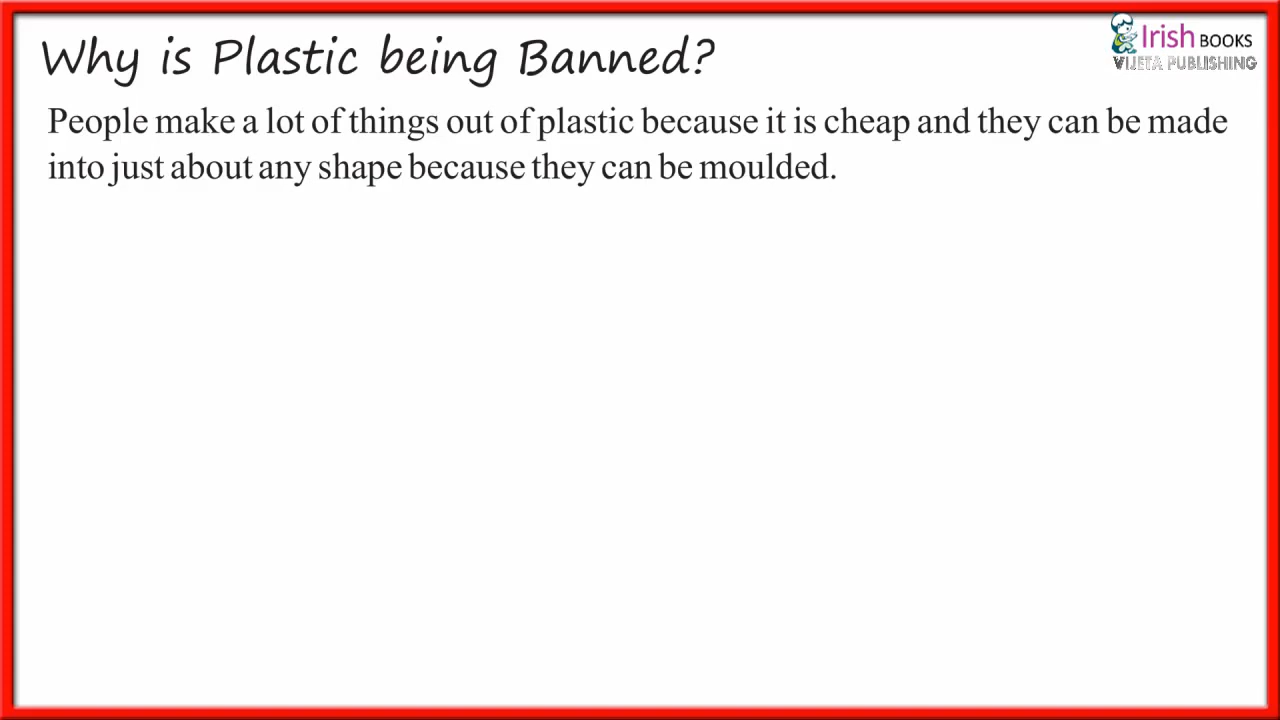 Why is Plastic being Banned?
Irish BOOKS
VIJETA PUBLISHING
People make a lot of things out of plastic because it is cheap and they can be made
into just about any shape because they can be moulded.